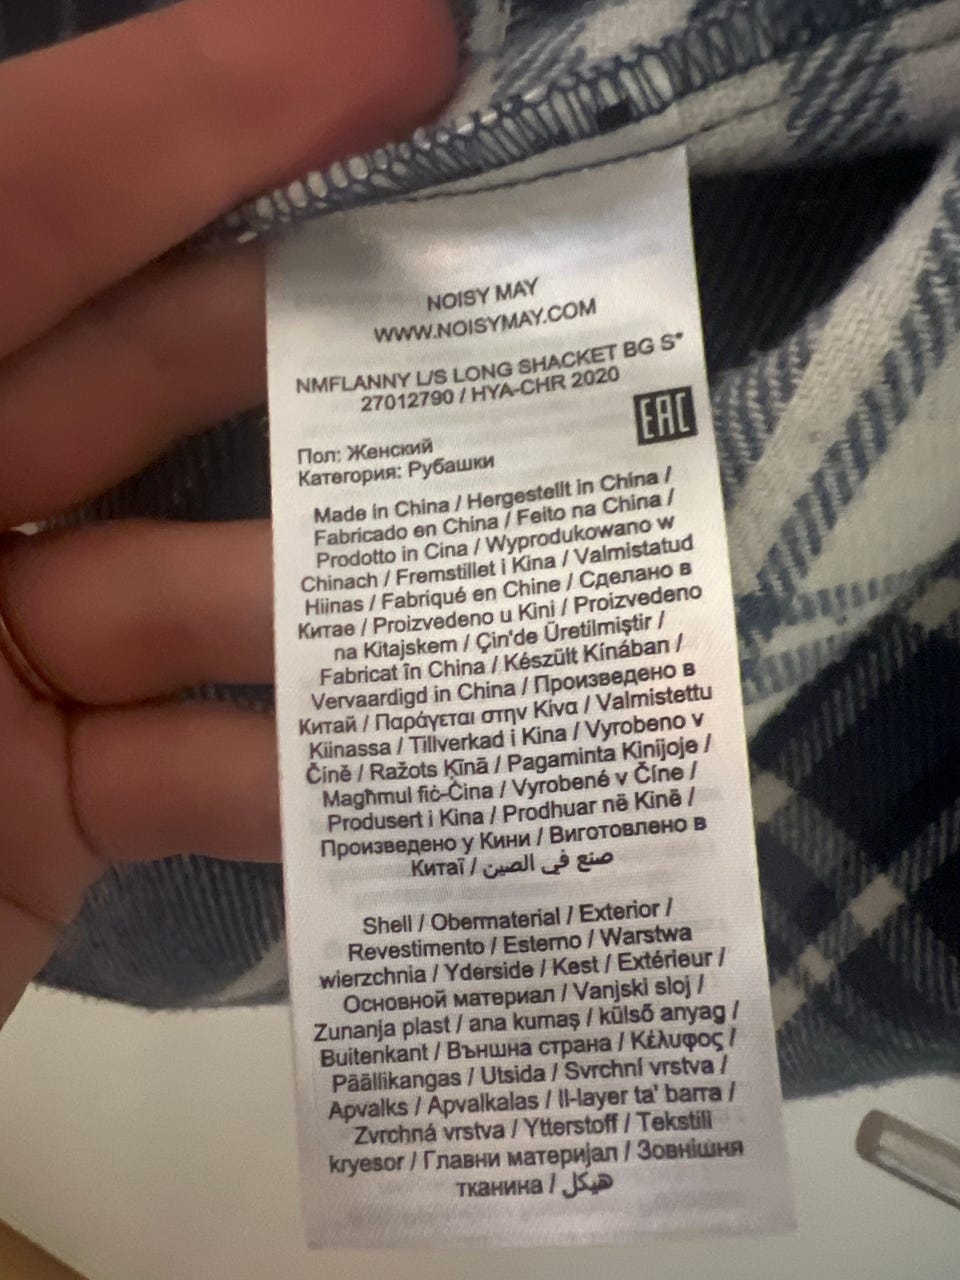 NOISY MAY
WWW.NOISYMAY.COM
NMFLANNY L/S LONG SHACKET BG S*
27012790 / HYA-CHR 2020
EAC
Пол: Женский
Категория: Рубашки
Made in China / Hergestellt in China /
Fabricado en China / Feito na China /
Prodotto in Cina / Wyprodukowano w
Chinach / Fremstillet i Kina / Valmistatud
Hiinas / Fabriqué en Chine / Сделано в
Китае / Proizvedeno u Kini / Proizvedeno
na Kitajskem / Çin'de Üretilmiştir /
Fabricat în China / Készült Kínában /
Vervaardigd in China / Произведено в
Китай / Παράγεται στην Κίνα / Valmistettu
Kiinassa / Tillverkad i Kina / Vyrobeno v
Číně / Ražots Ķīnā / Pagaminta Kinijoje /
Magħmul fiċ-Ċina / Vyrobené v Číne /
Produsert i Kina / Prodhuar në Kinë /
Произведено у Кини / Виготовлено в
Китаї / صنع في الصين
Shell / Obermaterial / Exterior /
Revestimento / Esterno / Warstwa
wierzchnia / Yderside / Kest / Extérieur /
Основной материал / Vanjski sloj /
Zunanja plast / ana kumaş / külső anyag /
Buitenkant / Външна страна / Κέλυφος /
Päällikangas / Utsida / Svrchní vrstva /
Apvalks / Apvalkalas / Il-layer ta' barra /
Zvrchná vrstva / Ytterstoff / Tekstili
kryesor / Главни материјал / Зовнішня
тканина / هيكل